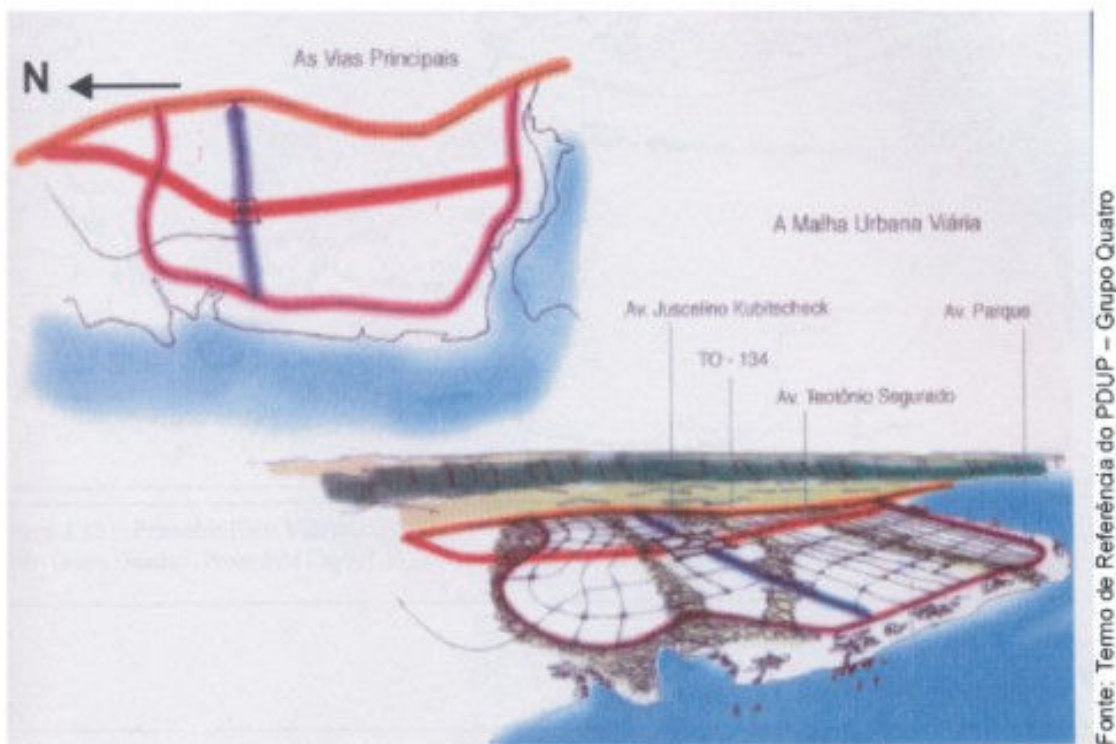 As Vias Principais
N
A Malha Urbana Viária
Av. Juscelino Kubitscheck
Av. Parque
TO - 134
Av. Teotônio Segurado
Fonte: Termo de Referência do PDUP – Grupo Quatro